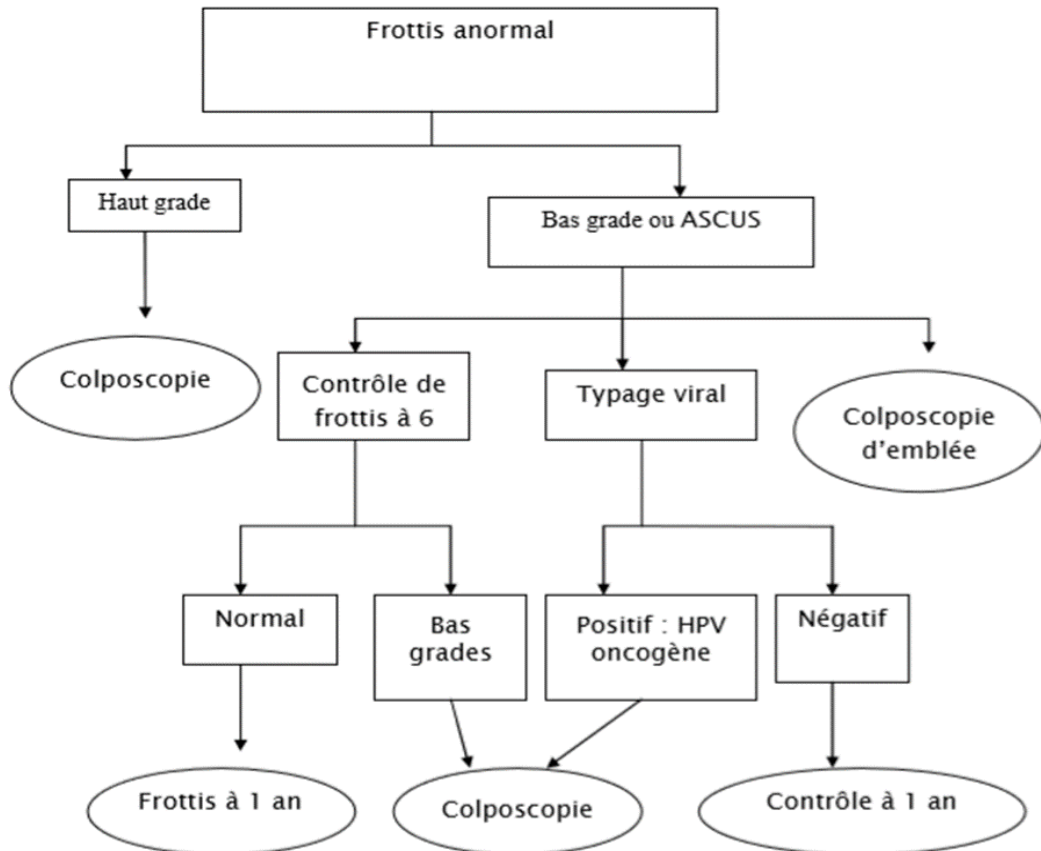 Frottis anormal
Haut grade
Bas grade ou ASCUS
Colposcopie
Contrôle de
frottis à 6
Typage viral
Colposcopie
d'emblée
Normal
Bas
grades
Positif : HPV
oncogène
Négatif
Frottis à 1 an
Colposcopie
Contrôle à 1 an